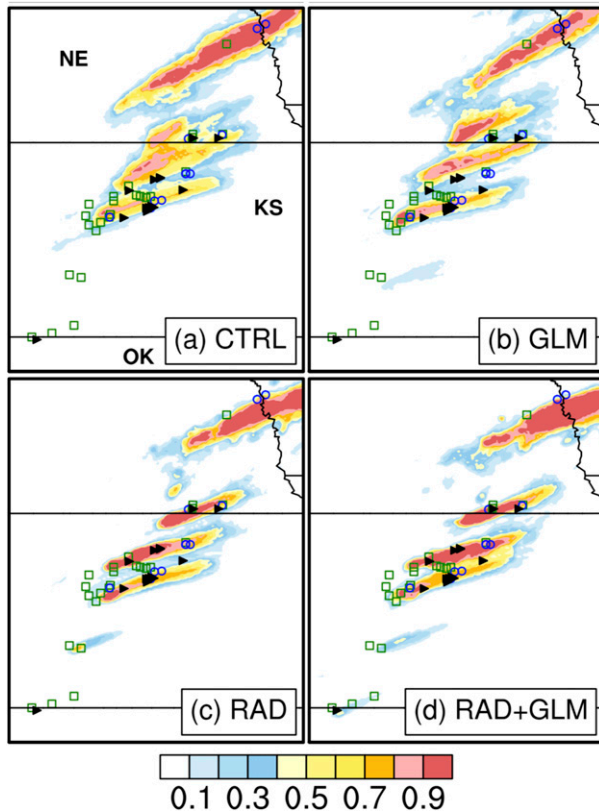 NE
KS
(a) CTRL
(b) GLM
OK
(c) RAD
(d) RAD+GLM
0.1 0.3 0.5 0.7 0.9